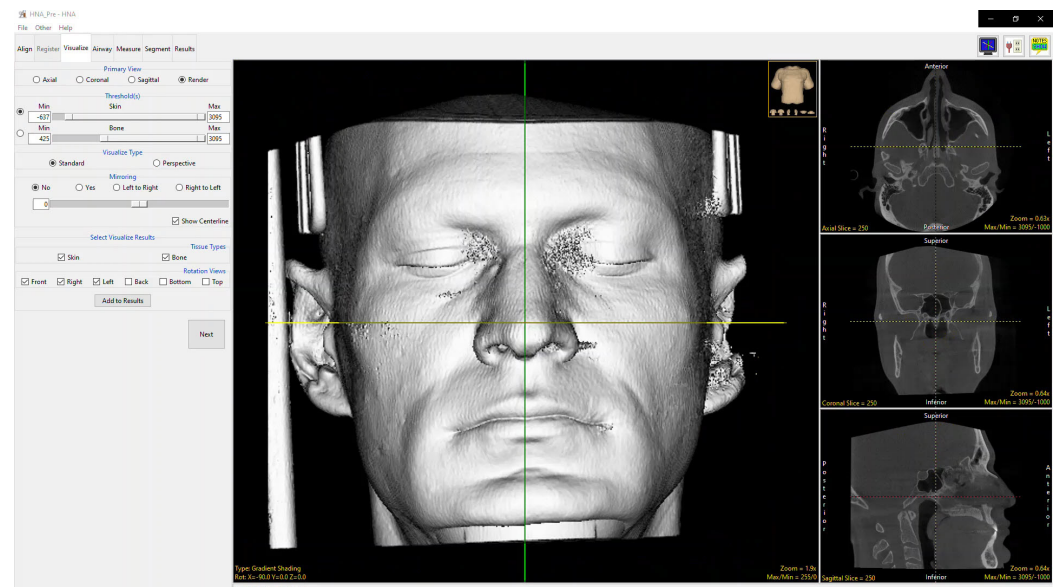 HNA_Pre - HNA
File Other Help
Align Register Visualize Airway Measure Segment Results
NOTES
SHOW
Primary View
Axial Coronal Sagittal Render
Threshold(s)
Min Skin Max
-637 3095
Min Bone Max
425 3095
Visualize Type
Standard Perspective
Mirroring
No Yes Left to Right Right to Left
0
Show Centerline
Select Visualize Results
Tissue Types
Skin Bone
Rotation Views
Front Right Left Back Bottom Top
Add to Results
Next
Type: Gradient Shading
Rot: X=-90.0 Y=0.0 Z=0.0
Zoom = 1.9x
Max/Min = 255/0
Anterior
Right
Left
Zoom = 0.63x
Axial Slice = 250 Posterior Max/Min = 3095/-1000
Superior
Right
Left
Zoom = 0.64x
Coronal Slice = 250 Inferior Max/Min = 3095/-1000
Superior
Posterior
Anterior
Zoom = 0.64x
Sagittal Slice = 250 Inferior Max/Min = 3095/-1000